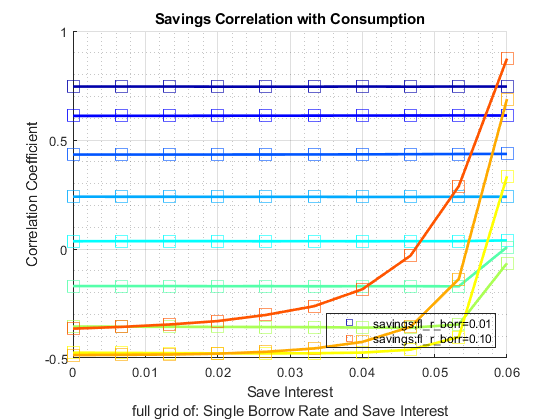 Savings Correlation with Consumption
1
0.5
0
-0.5
Correlation Coefficient
savings;fl_r_borr=0.01
savings;fl_r_borr=0.10
0 0.01 0.02 0.03 0.04 0.05 0.06
Save Interest
full grid of: Single Borrow Rate and Save Interest